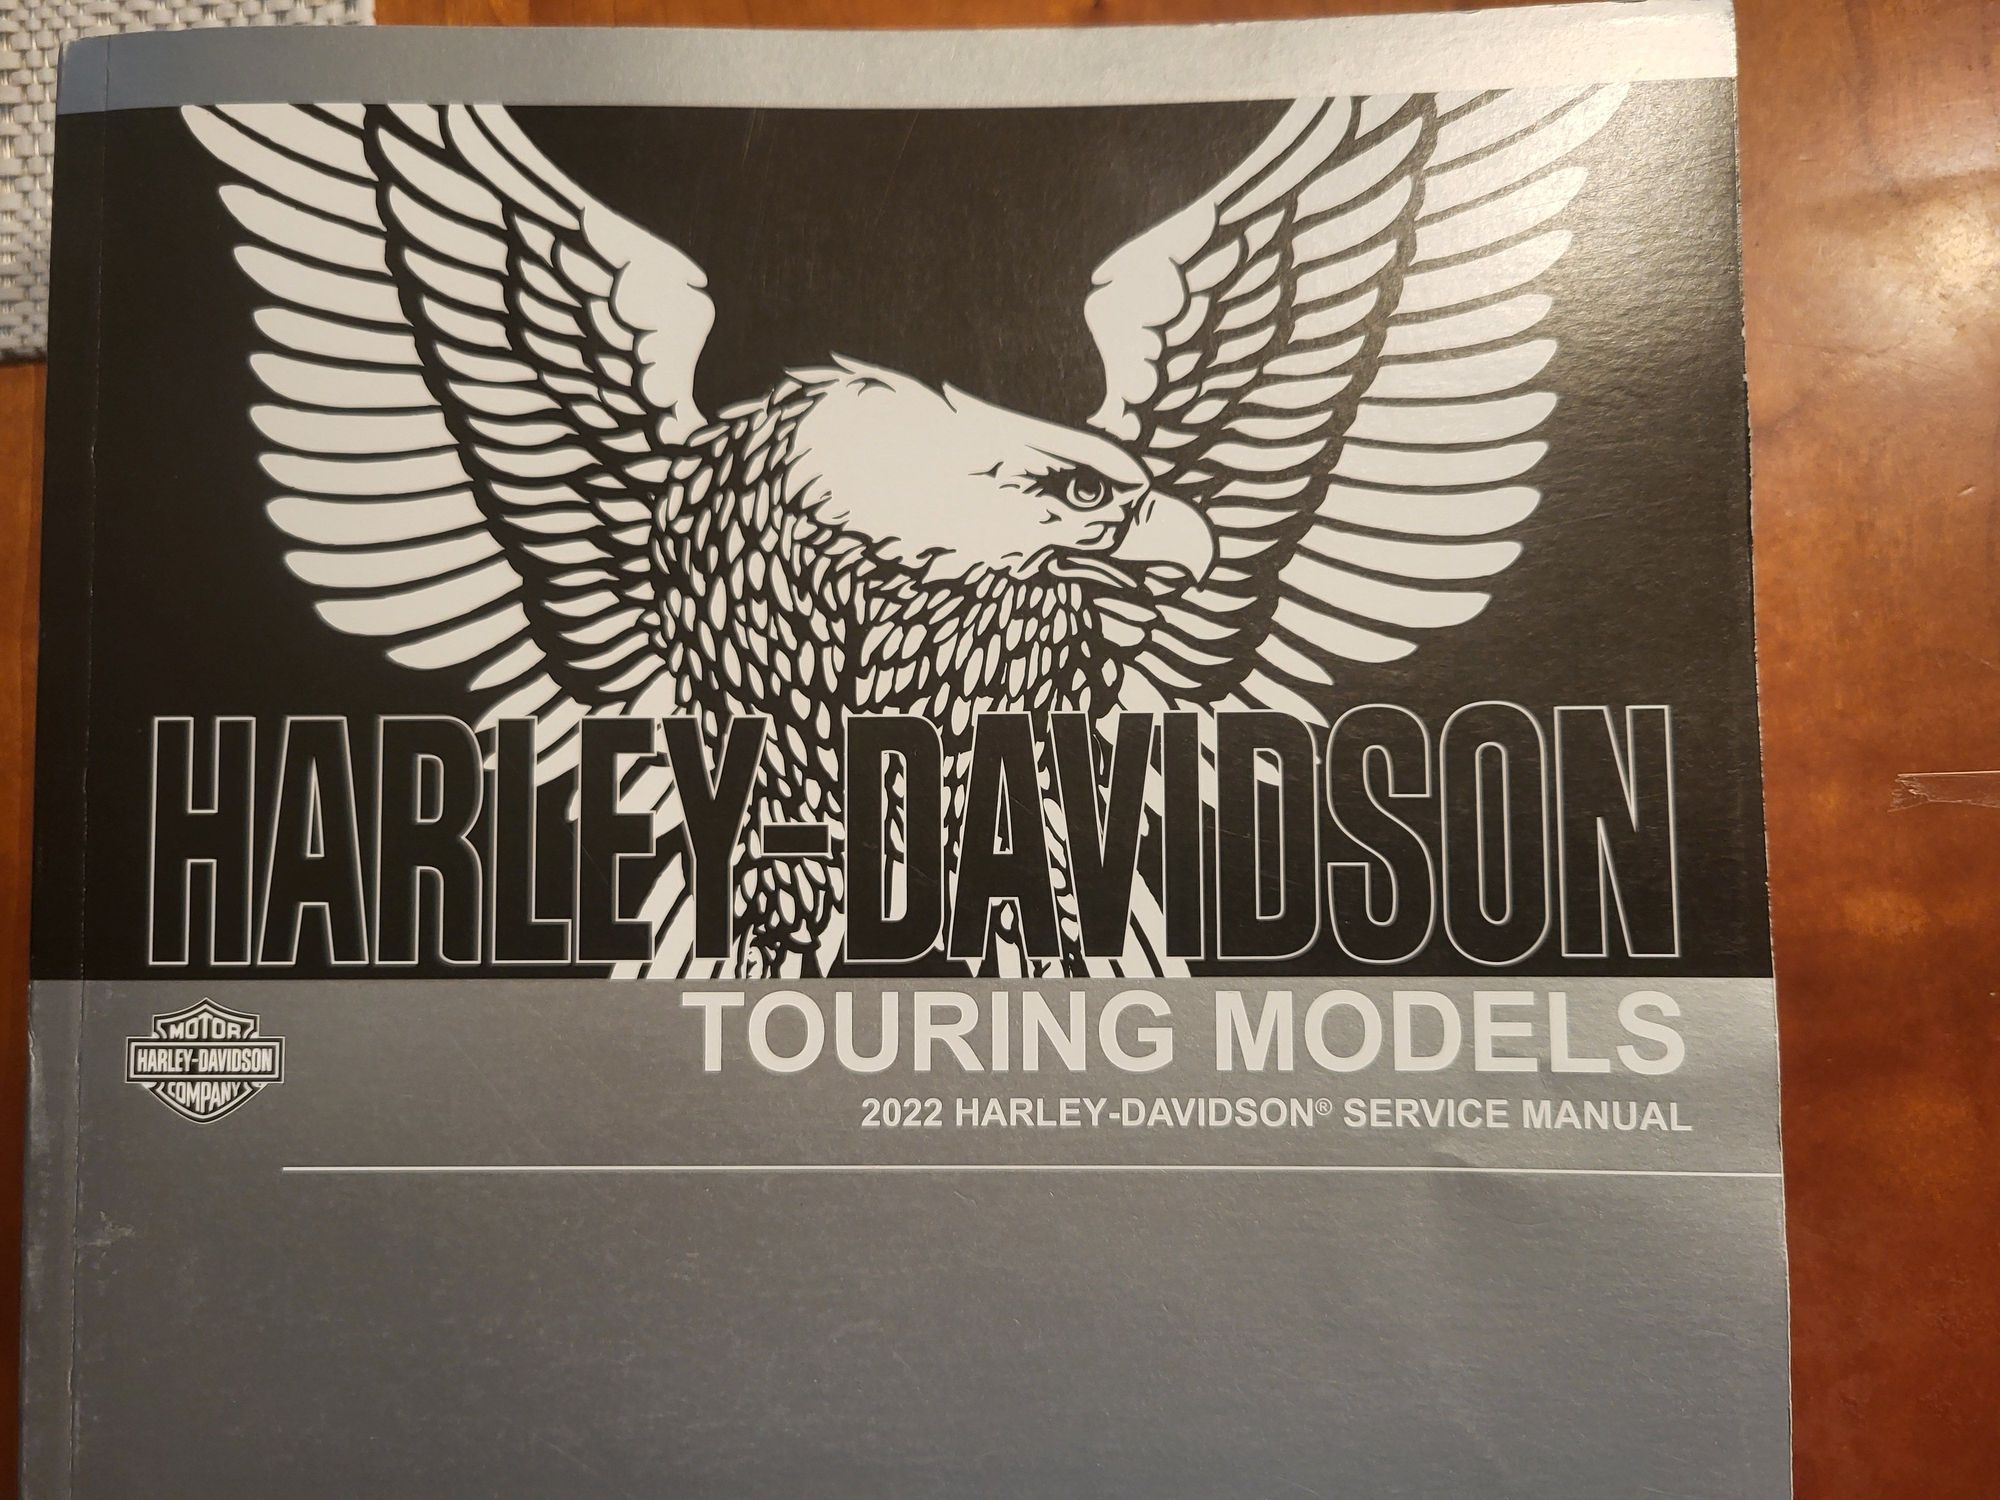 HARLEY-DAVIDSON
TOURING MODELS
2022 HARLEY-DAVIDSON® SERVICE MANUAL
MOTOR
HARLEY-DAVIDSON
COMPANY